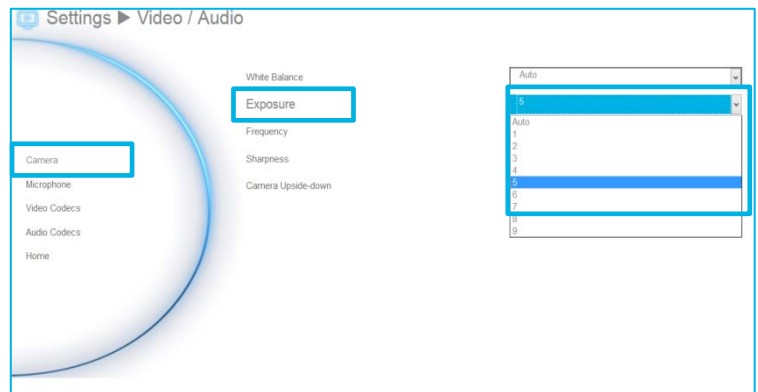 Settings ▶ Video / Audio
White Balance
Auto
Exposure
5
Frequency
Auto
1
2
3
4
5
6
7
8
9
Sharpness
Camera Upside-down
Camera
Microphone
Video Codecs
Audio Codecs
Home